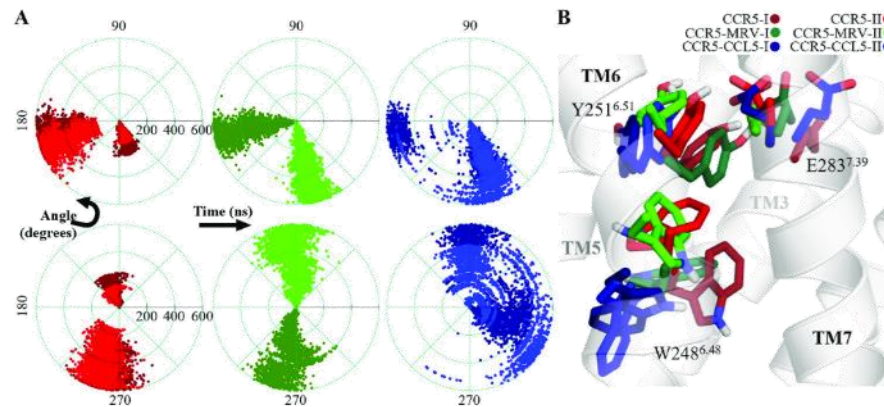 A
90
180
200 400 600
Angle
(degrees)
Time (ns)
180
200 400 600
270
270
270
B
CCR5-I CCR5-II
CCR5-MRV-I CCR5-MRV-II
CCR5-CCL5-I CCR5-CCL5-II
TM6
Y251^6.51
E283^7.39
TM3
TM5
TM7
W248^6.48